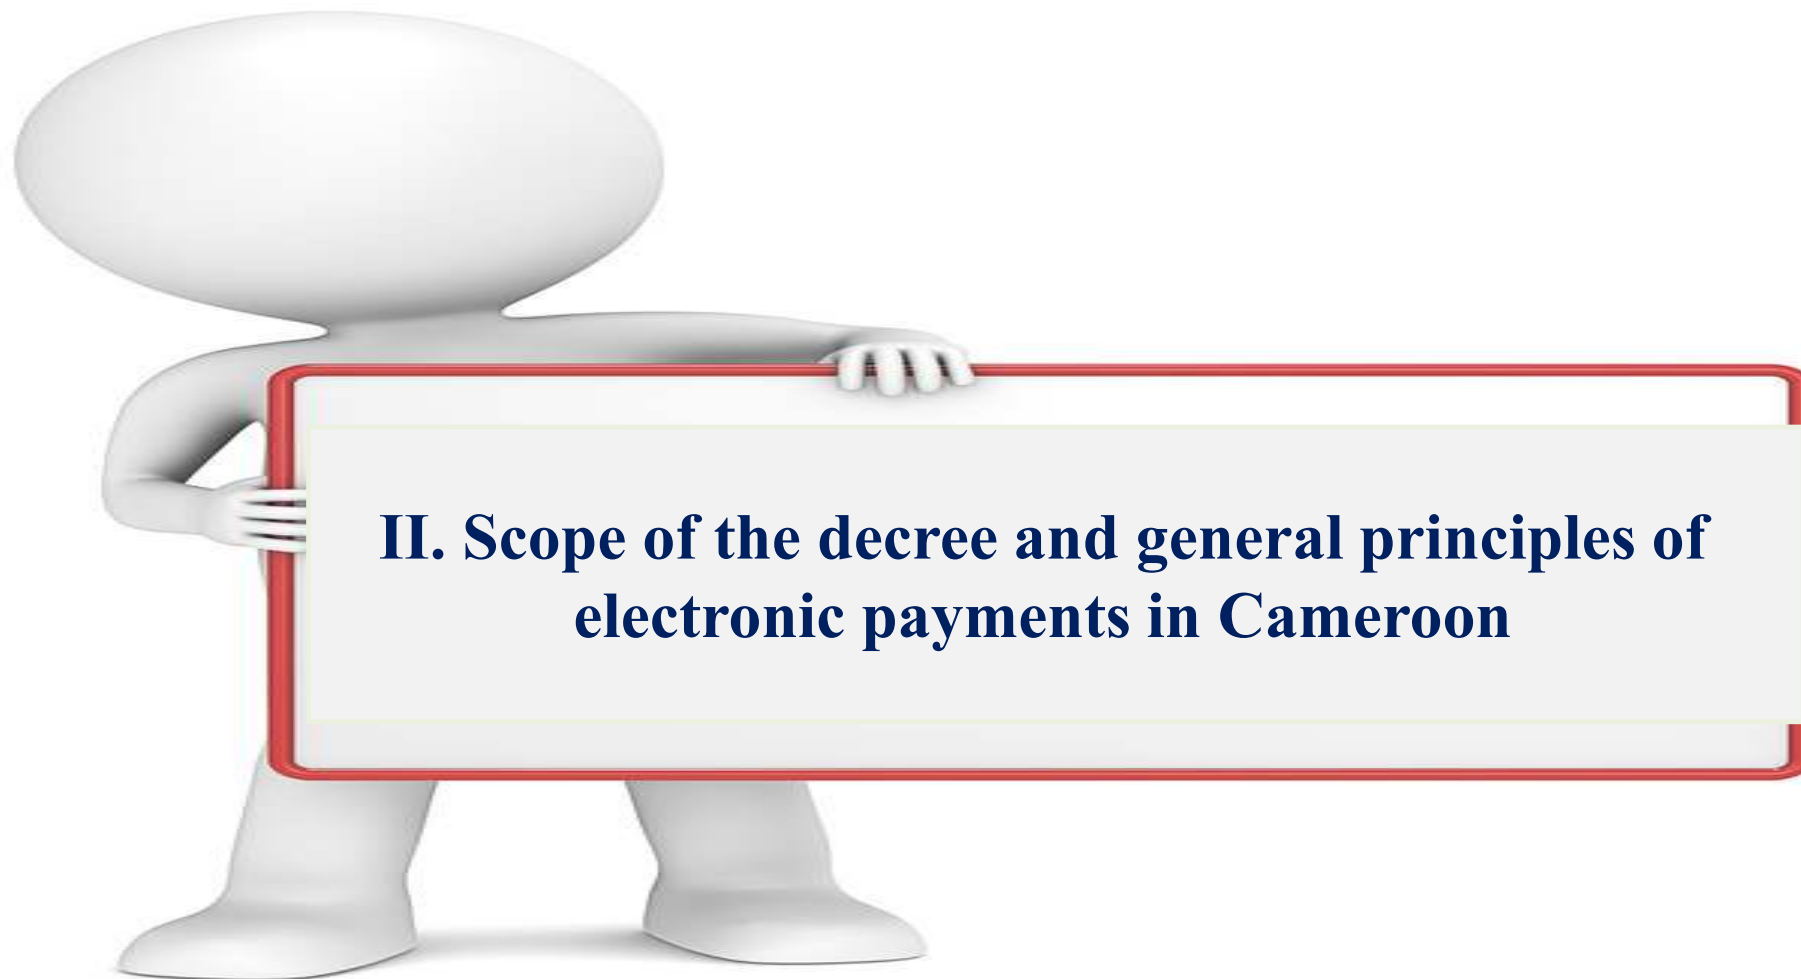 II. Scope of the decree and general principles of
electronic payments in Cameroon